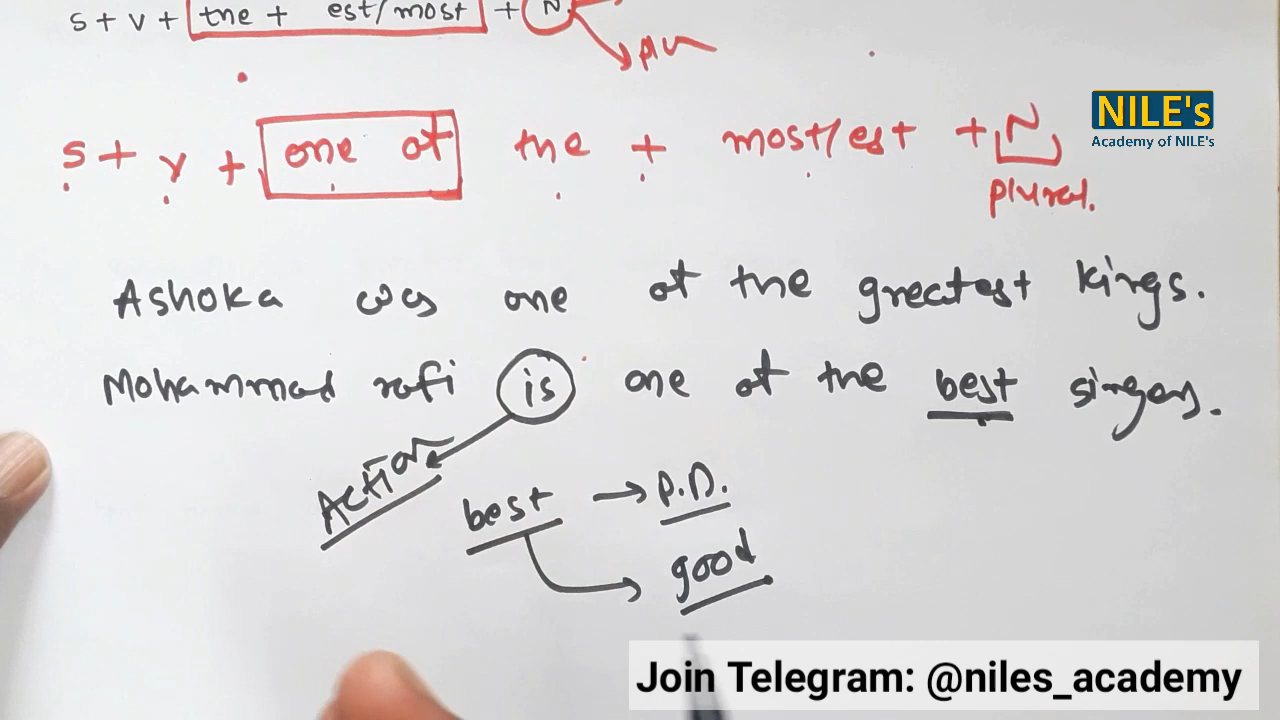 S + V + the + est/most + N
plu
NILE's
Academy of NILE's
S + V + one of the + most/est + N
plural.
Ashoka was one of the greatest kings.
Mohammad rafi is one of the best singers.
Action
best → P.D.
good
Join Telegram: @niles_academy